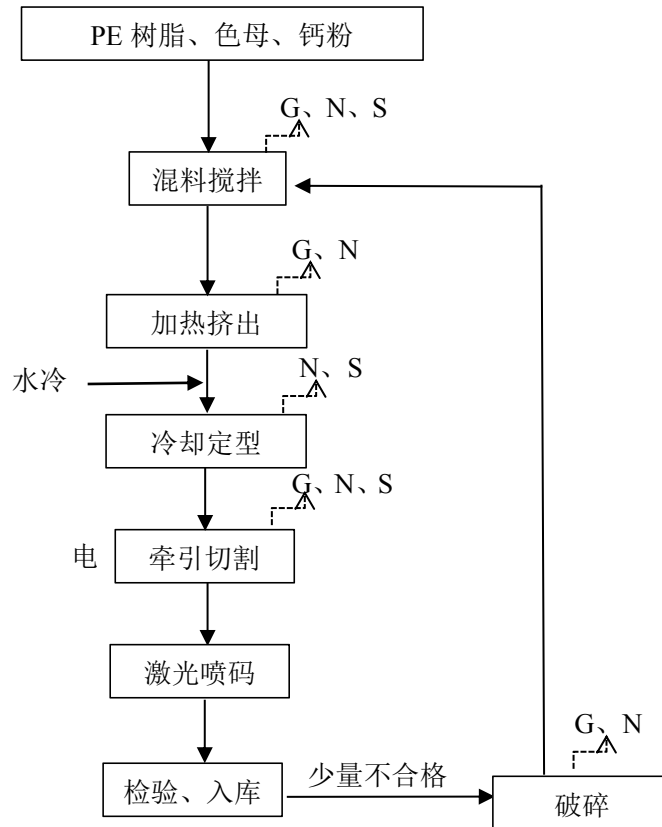 PE 树脂、色母、钙粉
G、N、S
混料搅拌
G、N
加热挤出
水冷
N、S
冷却定型
G、N、S
电
牵引切割
激光喷码
G、N
少量不合格
检验、入库
破碎